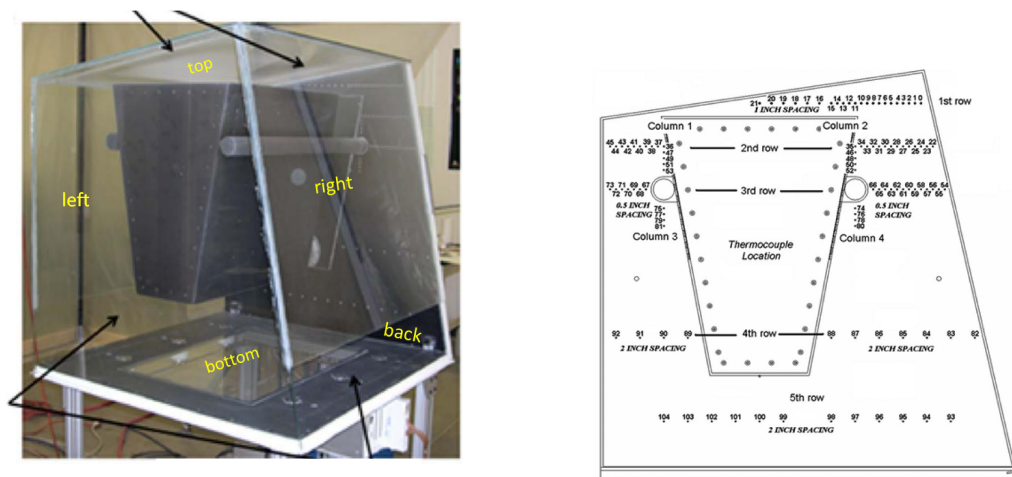 top
left
right
back
bottom
20 19 18 17 16 14 12 10 9 8 7 6 5 4 3 2 1 0
1st row
21 1 INCH SPACING 15 13 11
Column 1
Column 2
45 43 41 39 37
44 42 40 38
36
47
49
51
53
2nd row
35
46
48
50
52
34 32 30 28 26 24 22
33 31 29 27 25 23
73 71 69 67
72 70 68
3rd row
66 64 62 60 58 56 54
65 63 61 59 57 55
0.5 INCH
SPACING
0.5 INCH
SPACING
75
77
79
81
74
76
78
80
Column 3
Column 4
Thermocouple
Location
92 91 90 89
4th row
88 87 86 85 84 83 82
2 INCH SPACING
2 INCH SPACING
5th row
104 103 102 101 100 99 98 97 96 95 94 93
2 INCH SPACING